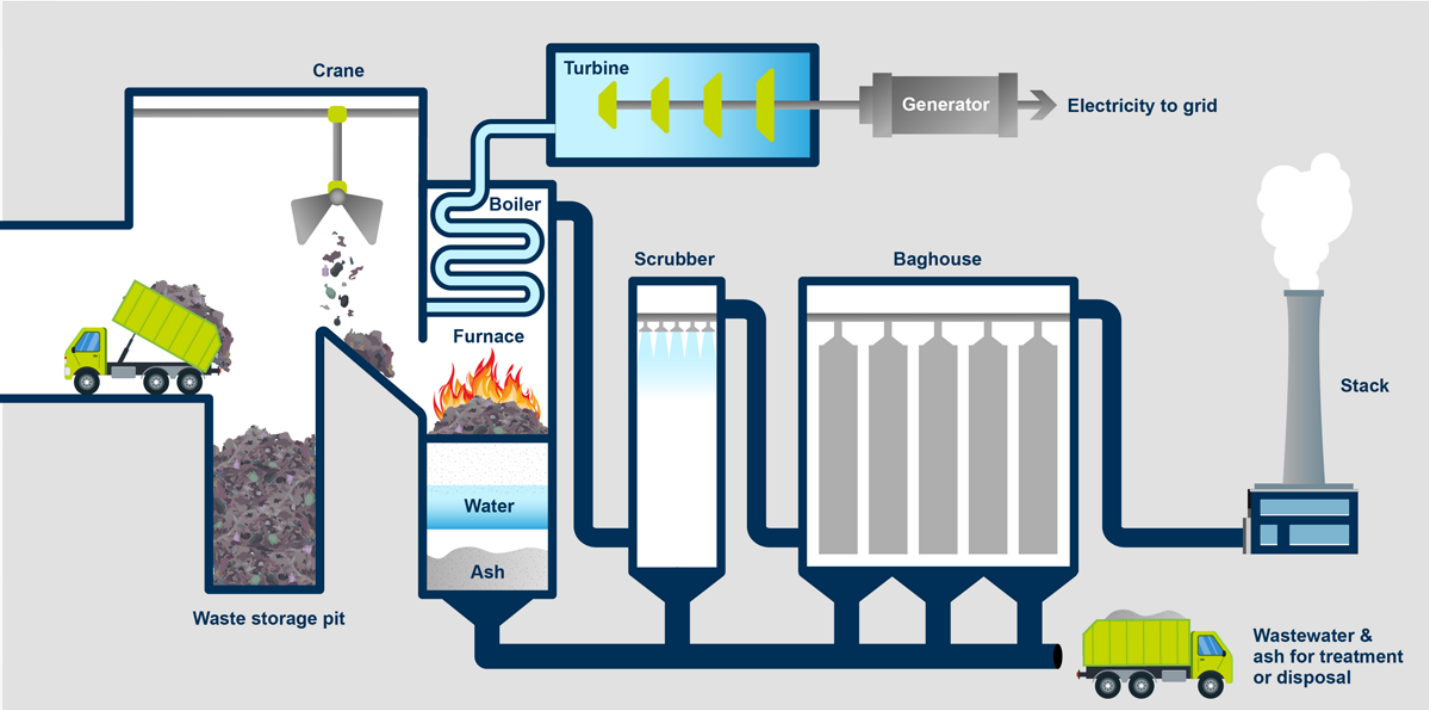 Crane
Turbine
Generator
Electricity to grid
Boiler
Scrubber
Baghouse
Furnace
Stack
Water
Ash
Waste storage pit
Wastewater &
ash for treatment
or disposal